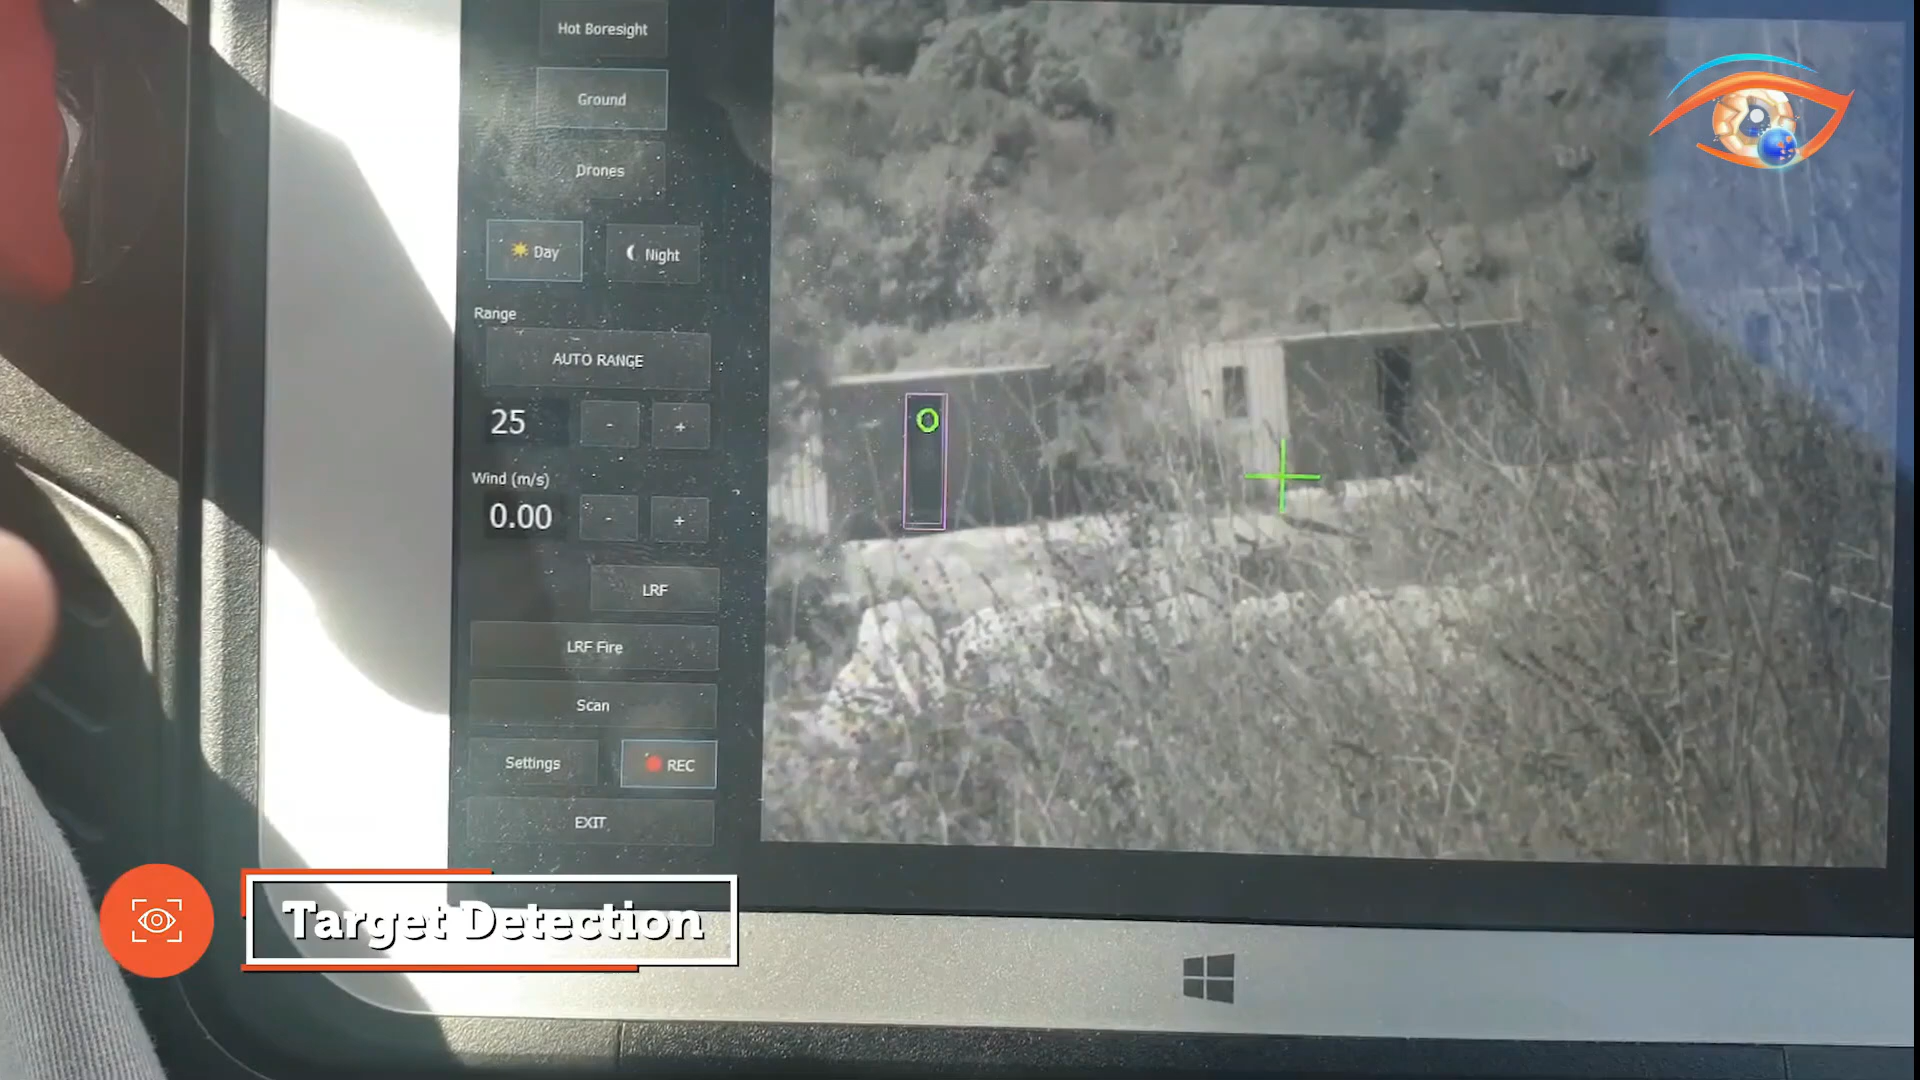 Hot Boresight
Ground
Drones
Day
Night
Range
AUTO RANGE
25
-
+
Wind (m/s)
0.00
-
+
LRF
LRF Fire
Scan
Settings
REC
EXIT
Target Detection